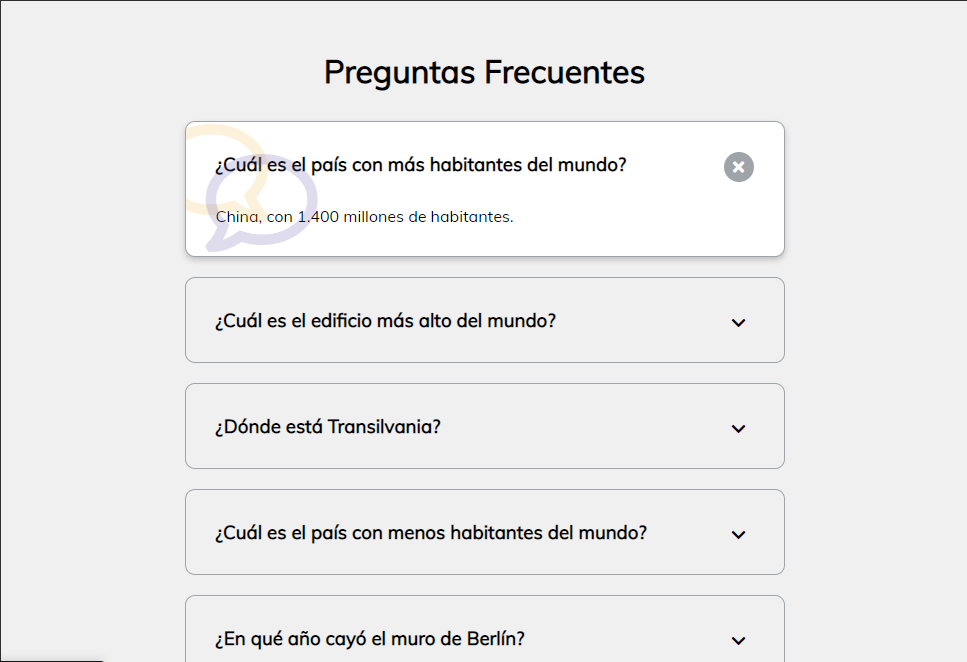 Preguntas Frecuentes
¿Cuál es el país con más habitantes del mundo?
China, con 1.400 millones de habitantes.
¿Cuál es el edificio más alto del mundo?
¿Dónde está Transilvania?
¿Cuál es el país con menos habitantes del mundo?
¿En qué año cayó el muro de Berlín?